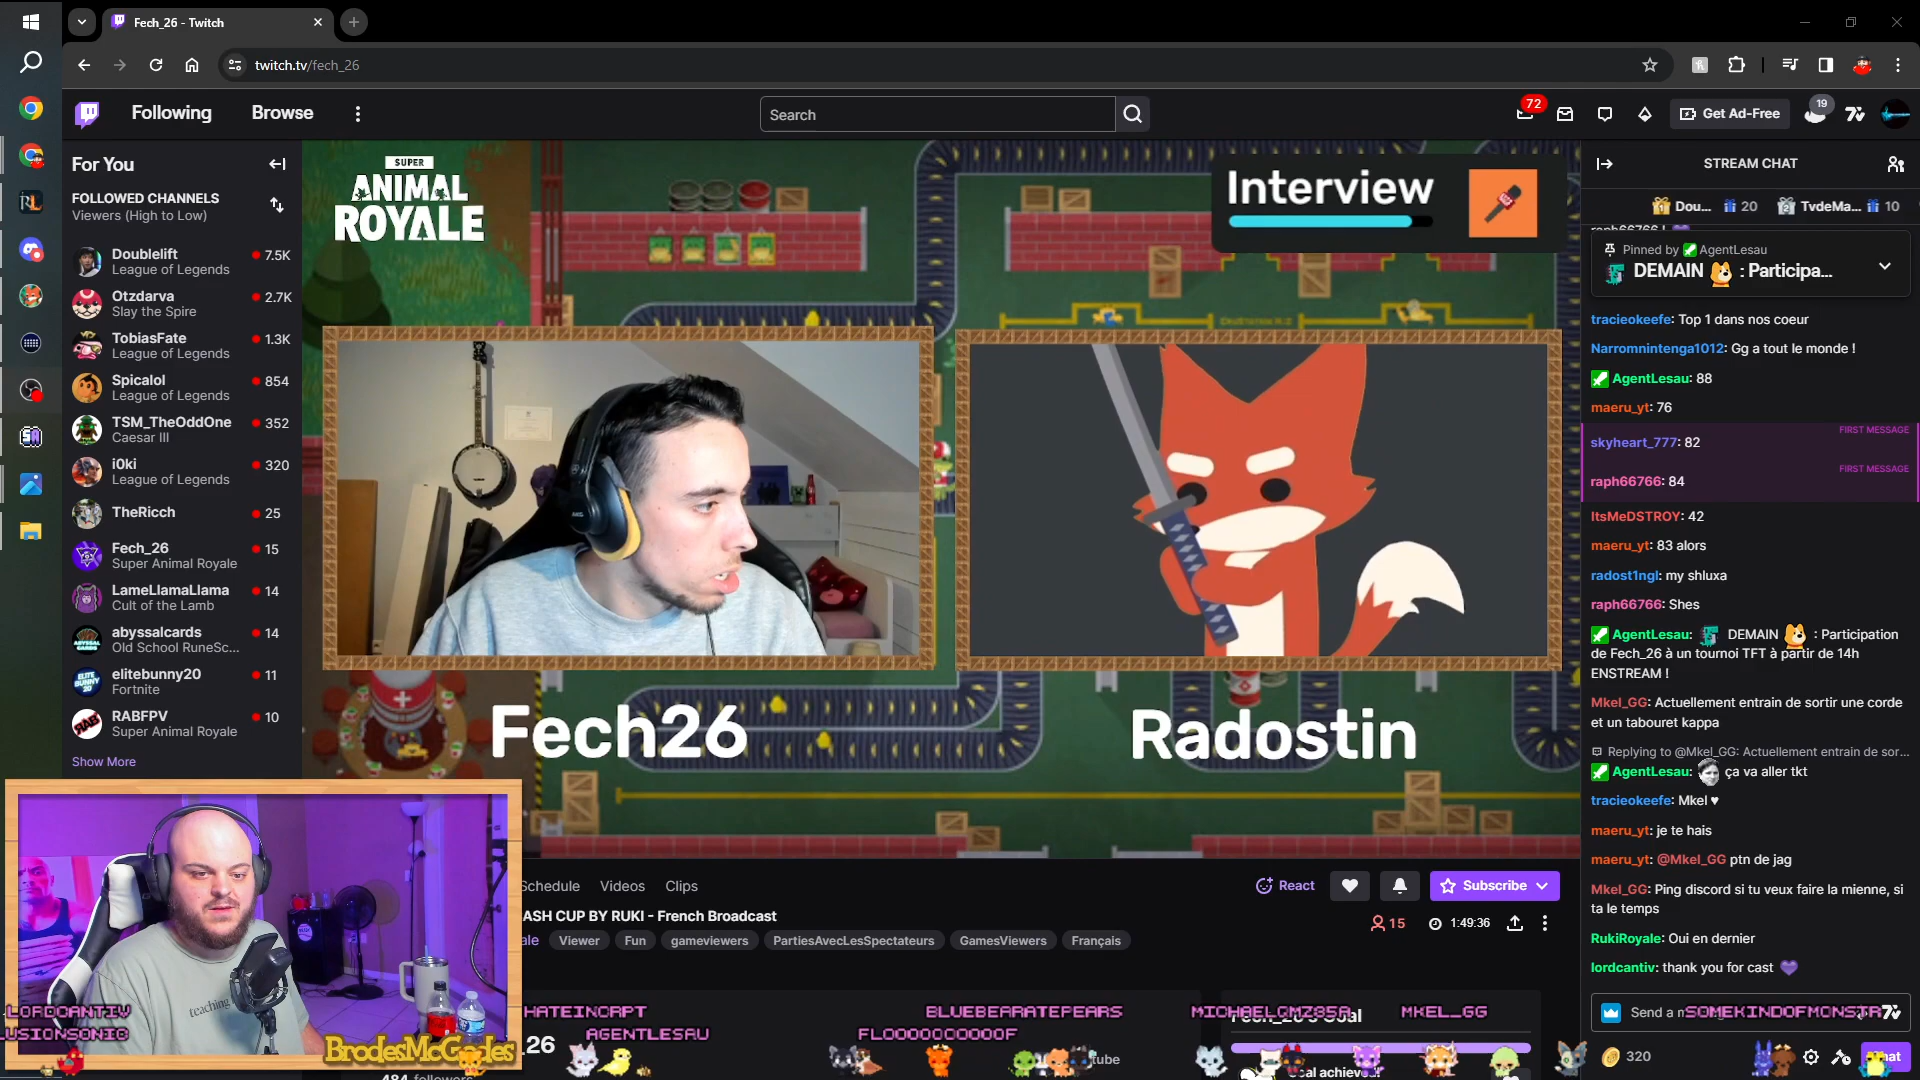 Fech_26 - Twitch
twitch.tv/fech_26
Following
Browse
Search
72
Get Ad-Free
19
For You
FOLLOWED CHANNELS
Viewers (High to Low)
Doublelift
7.5K
League of Legends
Otzdarva
2.7K
Slay the Spire
TobiasFate
1.3K
League of Legends
Spicalol
854
League of Legends
TSM_TheOddOne
352
Caesar III
i0ki
320
League of Legends
TheRicch
25
Fech_26
15
Super Animal Royale
LameLlamaLlama
14
Cult of the Lamb
abyssalcards
14
Old School RuneSc...
elitebunny20
11
Fortnite
RABFPV
10
Super Animal Royale
Show More
SUPER
ANIMAL
ROYALE
Interview
Fech26
Radostin
Schedule
Videos
Clips
React
Subscribe
ASH CUP BY RUKI - French Broadcast
15
1:49:36
Viewer
Fun
gameviewers
PartiesAvecLesSpectateurs
GamesViewers
Français
teaching
BrodesMcGodes
LORDCANTIV
USIONSONIC
HATEINCRPT
AGENTLESAU
BLUEBEARATEPEARS
FLOOOOOOOOOF
MICHAELGMZ85A
MKEL_GG
SOMEKINDOFMONSTR
STREAM CHAT
Dou...
20
TvdeMa...
10
Pinned by AgentLesau
DEMAIN : Participa...
tracieokeefe: Top 1 dans nos coeur
Narromnintenga1012: Gg a tout le monde !
AgentLesau: 88
maeru_yt: 76
FIRST MESSAGE
skyheart_777: 82
FIRST MESSAGE
raph66766: 84
ItsMeDSTROY: 42
maeru_yt: 83 alors
radost1ngl: my shluxa
raph66766: Shes
AgentLesau: DEMAIN : Participation
de Fech_26 à un tournoi TFT à partir de 14h
ENSTREAM !
Mkel_GG: Actuellement entrain de sortir une corde
et un tabouret kappa
Replying to @Mkel_GG: Actuellement entrain de sor...
AgentLesau: ça va aller tkt
tracieokeefe: Mkel ♥
maeru_yt: je te hais
maeru_yt: @Mkel_GG ptn de jag
Mkel_GG: Ping discord si tu veux faire la mienne, si
ta le temps
RukiRoyale: Oui en dernier
lordcantiv: thank you for cast
320